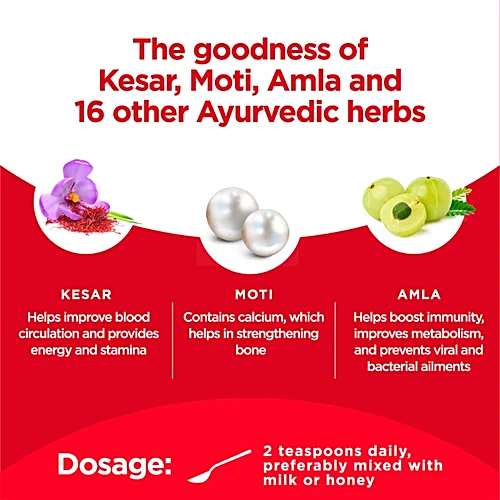 The goodness of
Kesar, Moti, Amla and
16 other Ayurvedic herbs
KESAR
Helps improve blood
circulation and provides
energy and stamina
MOTI
Contains calcium, which
helps in strengthening
bone
AMLA
Helps boost immunity,
improves metabolism,
and prevents viral and
bacterial ailments
Dosage:
2 teaspoons daily,
preferably mixed with
milk or honey